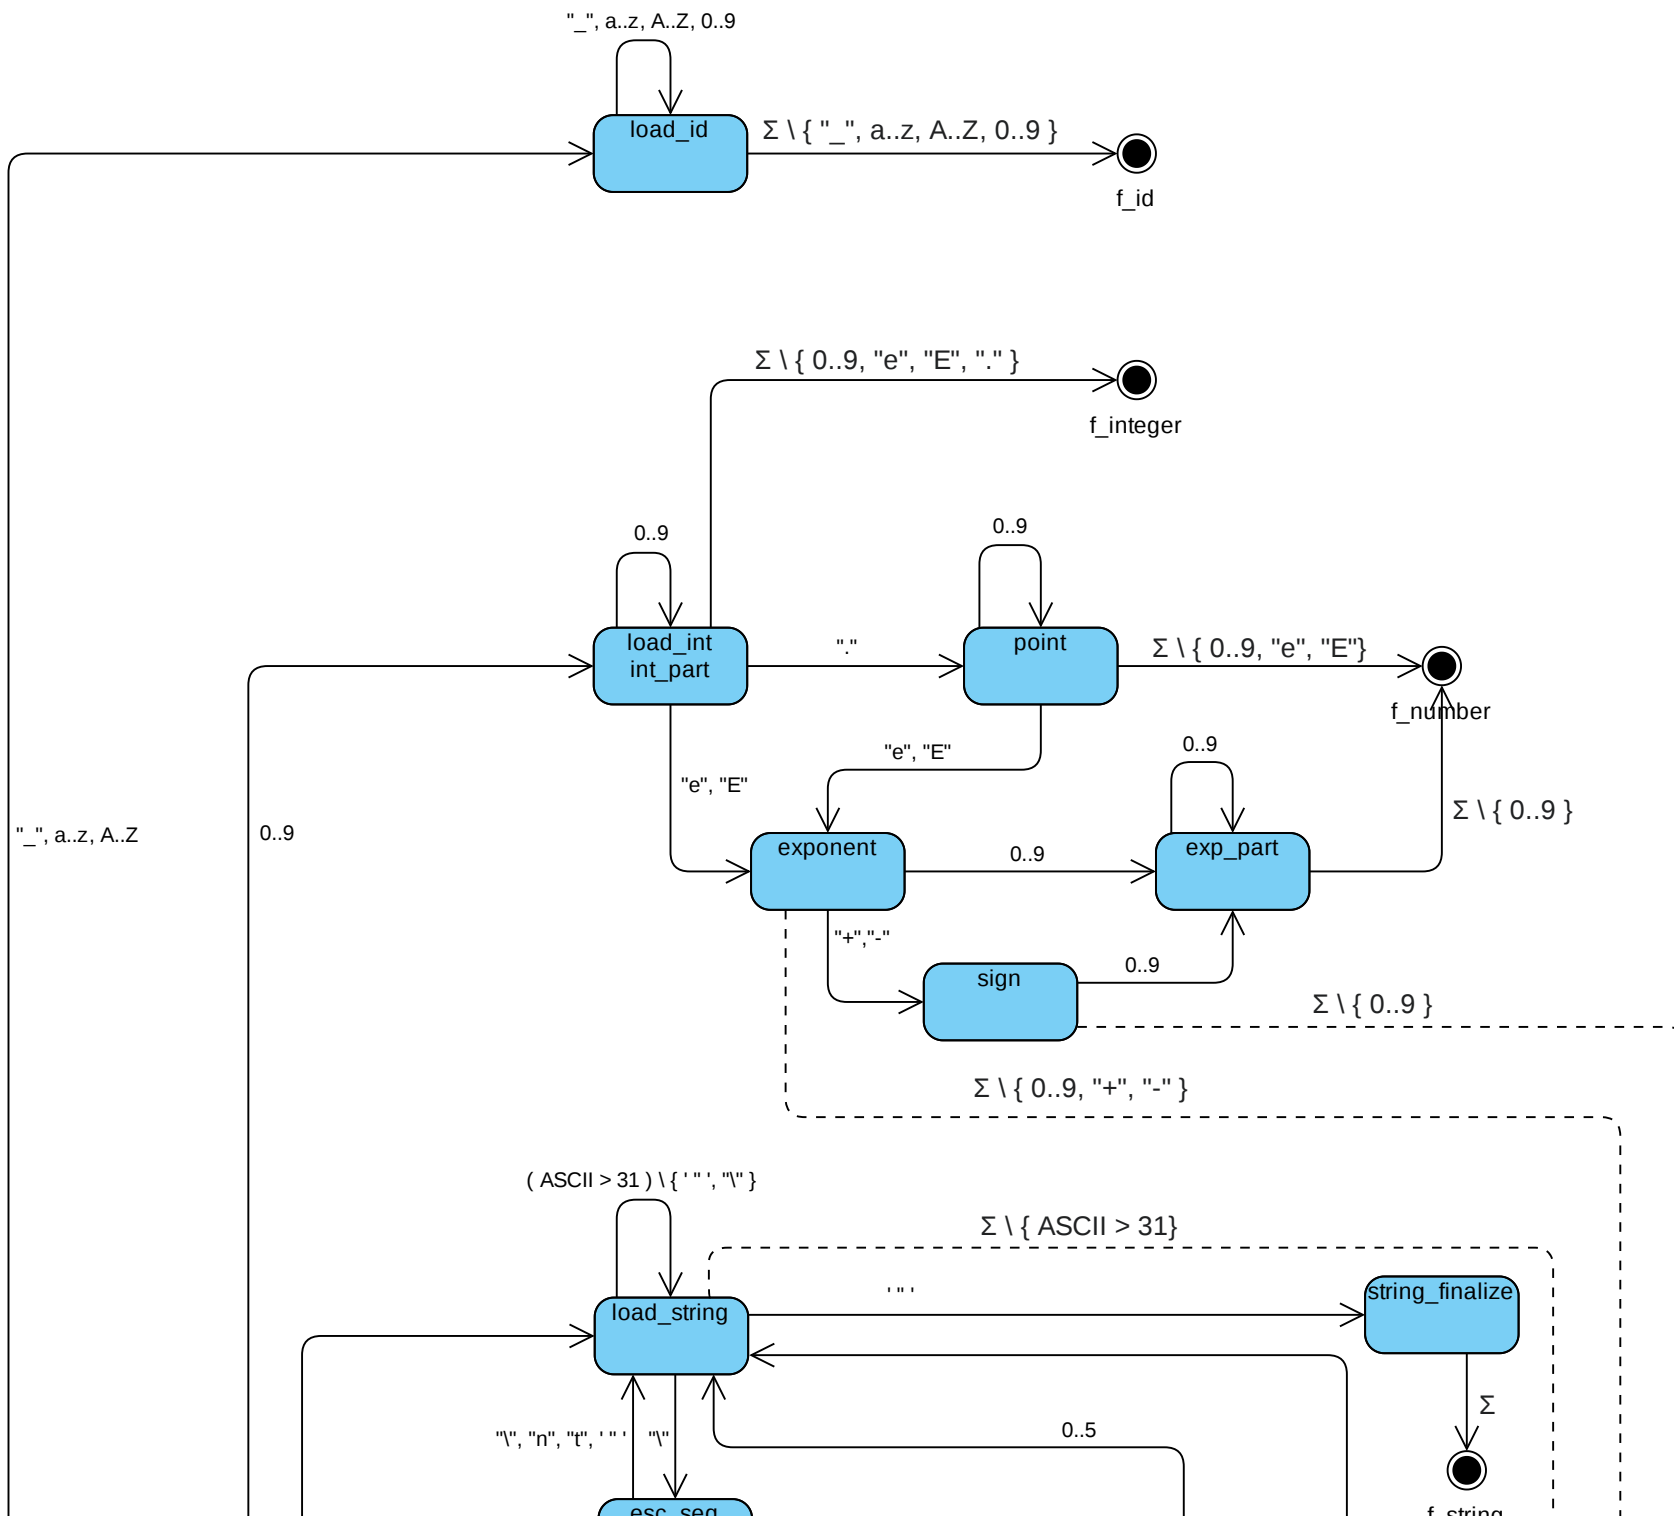 "_", a..z, A..Z, 0..9
load_id
Σ \ { "_", a..z, A..Z, 0..9 }
f_id
Σ \ { 0..9, "e", "E", "." }
f_integer
0..9
0..9
load_int
int_part
"."
point
Σ \ { 0..9, "e", "E"}
f_number
"e", "E"
0..9
"e", "E"
Σ \ { 0..9 }
"_", a..z, A..Z
0..9
exponent
0..9
exp_part
"+","-"
sign
0..9
Σ \ { 0..9 }
Σ \ { 0..9, "+", "-" }
( ASCII > 31 ) \ { ' " ', "\" }
Σ \ { ASCII > 31}
' " '
string_finalize
load_string
Σ
0..5
"\", "n", "t", ' " '
"\"
esc_seq
f_string